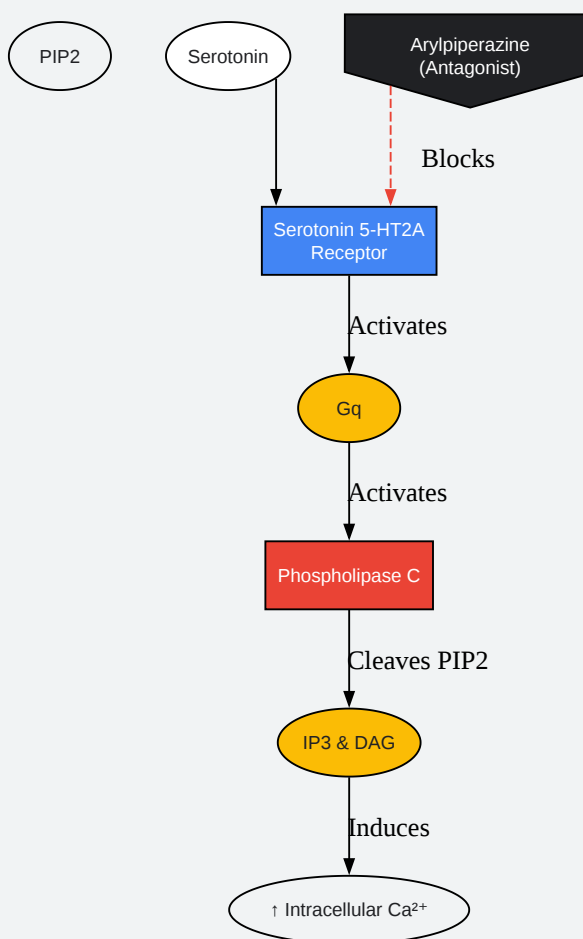 PIP2
Serotonin
Arylpiperazine
(Antagonist)
Blocks
Serotonin 5-HT2A
Receptor
Activates
Gq
Activates
Phospholipase C
Cleaves PIP2
IP3 & DAG
Induces
↑ Intracellular Ca²⁺